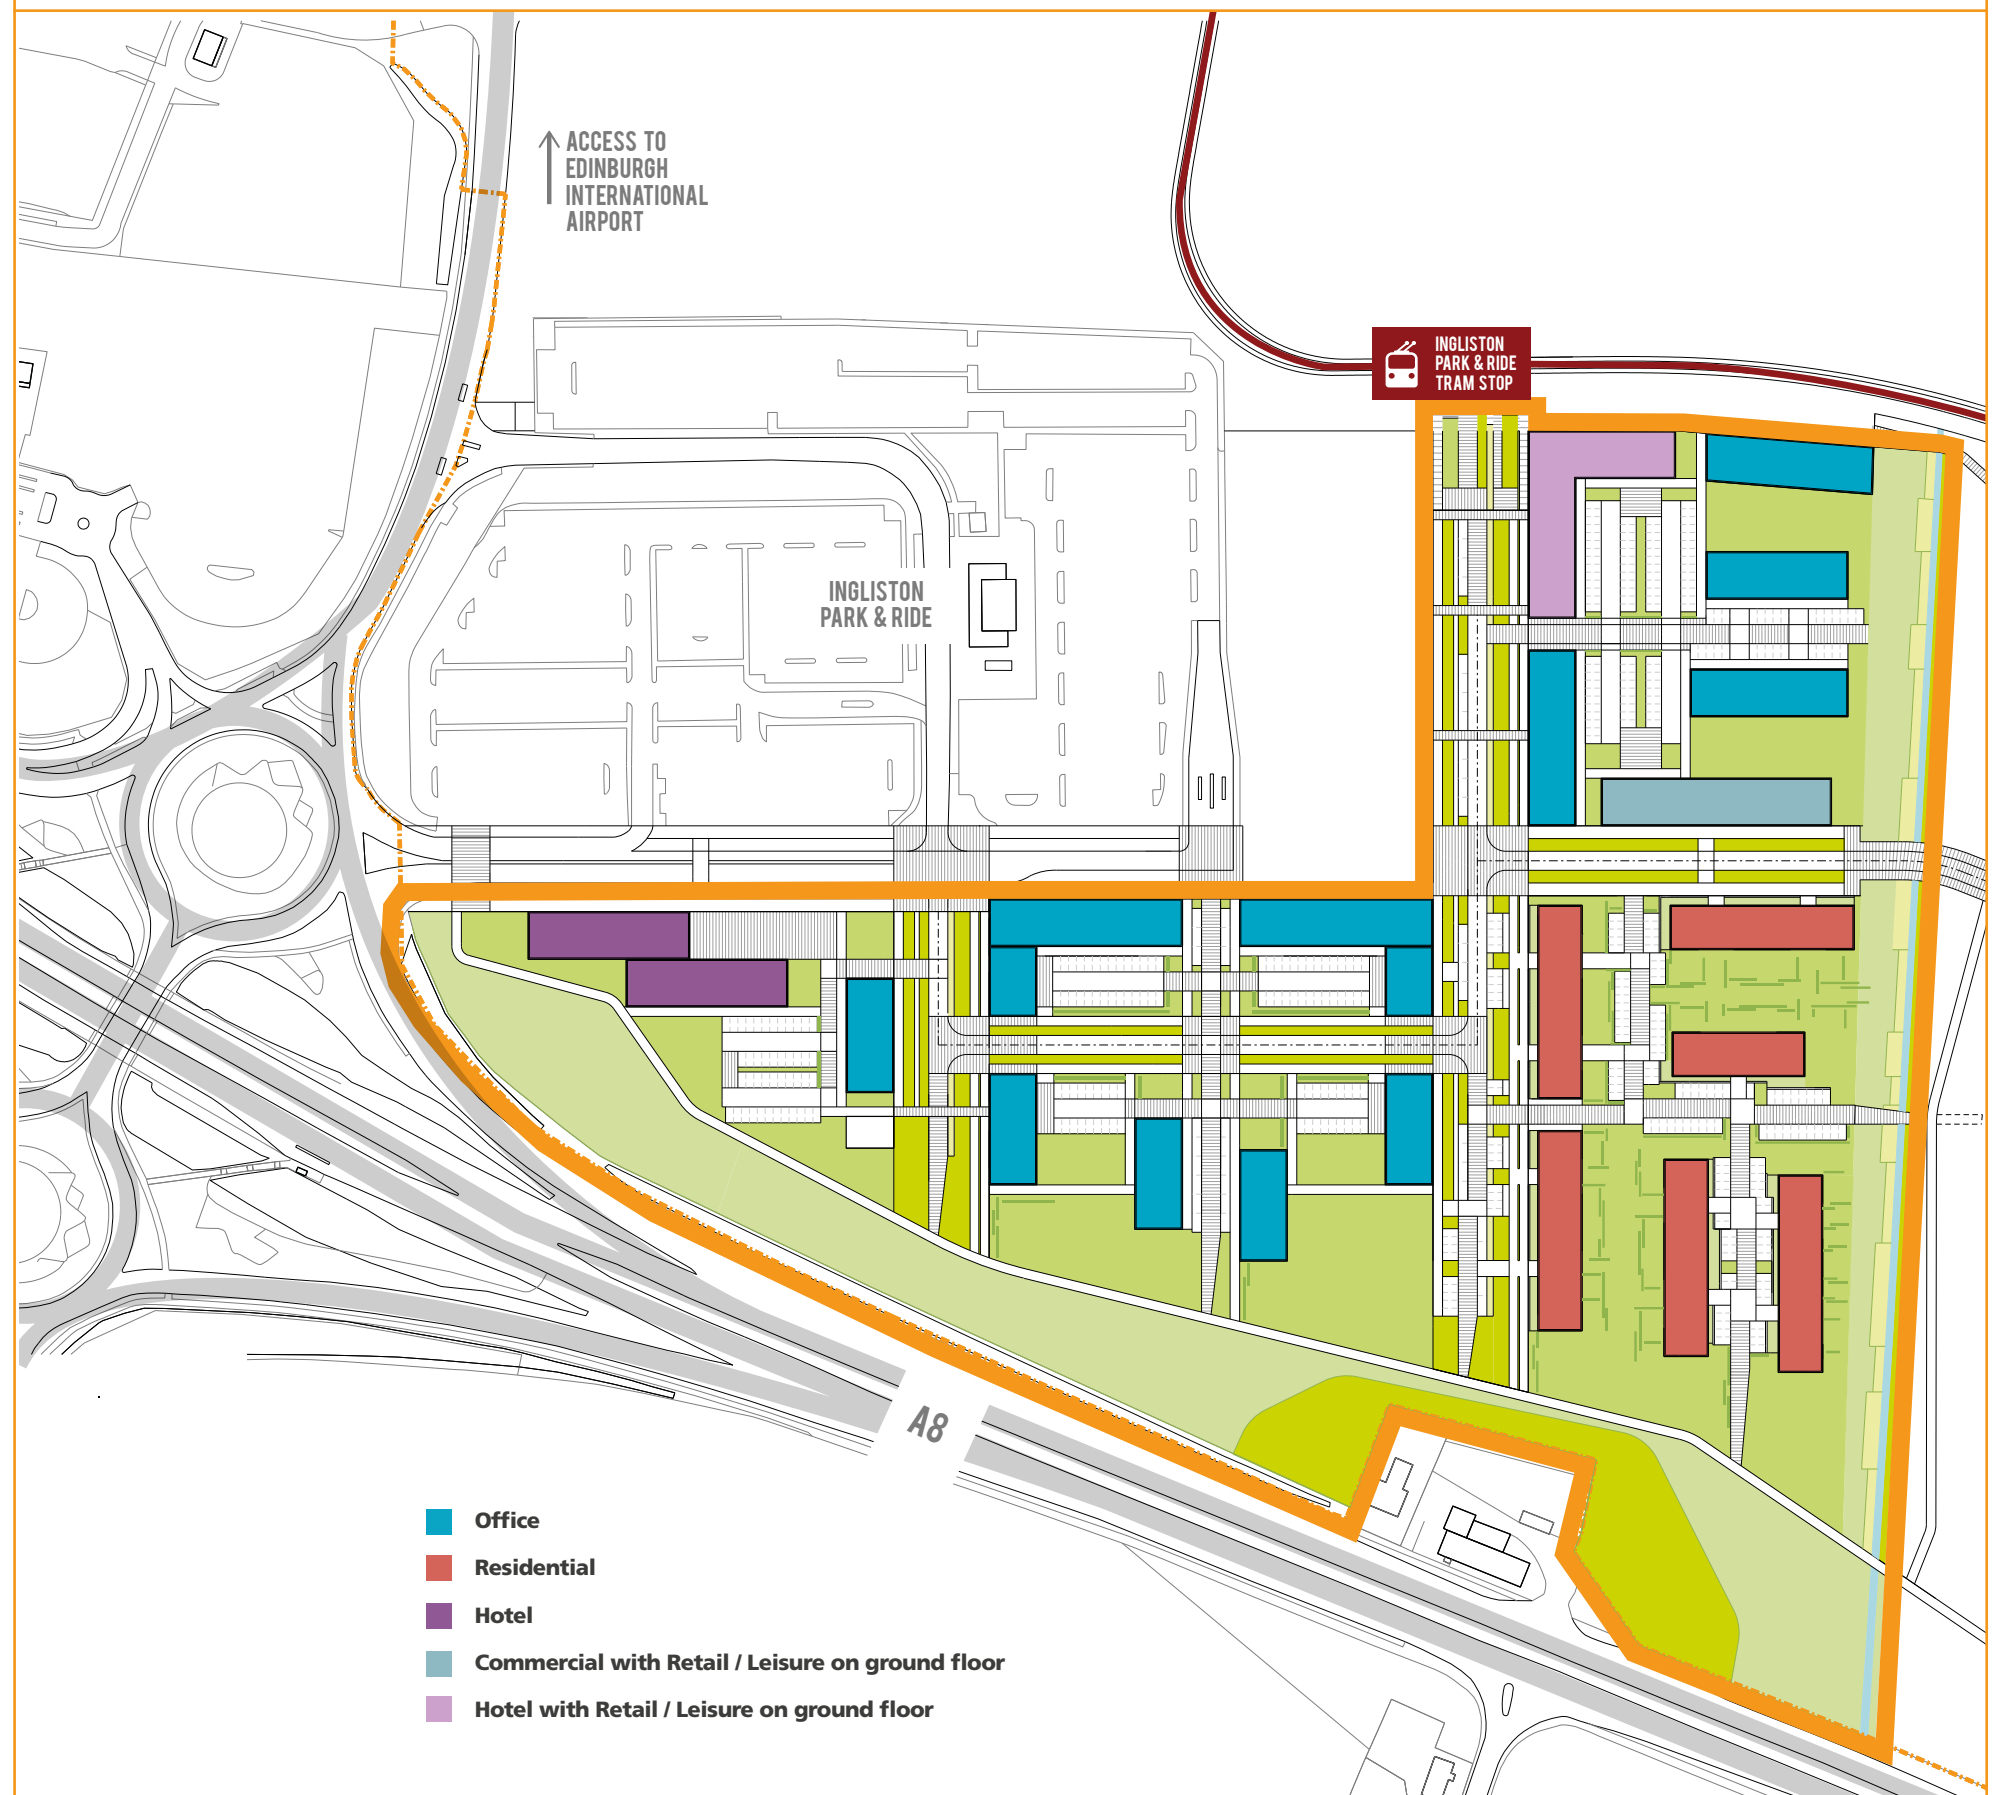 ACCESS TO
EDINBURGH
INTERNATIONAL
AIRPORT
INGLISTON
PARK & RIDE
TRAM STOP
INGLISTON
PARK & RIDE
A8
Office
Residential
Hotel
Commercial with Retail / Leisure on ground floor
Hotel with Retail / Leisure on ground floor